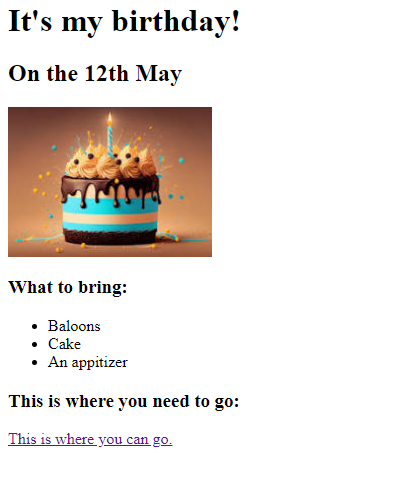 It's my birthday!
On the 12th May
What to bring:
Baloons
Cake
An appitizer
This is where you need to go:
This is where you can go.